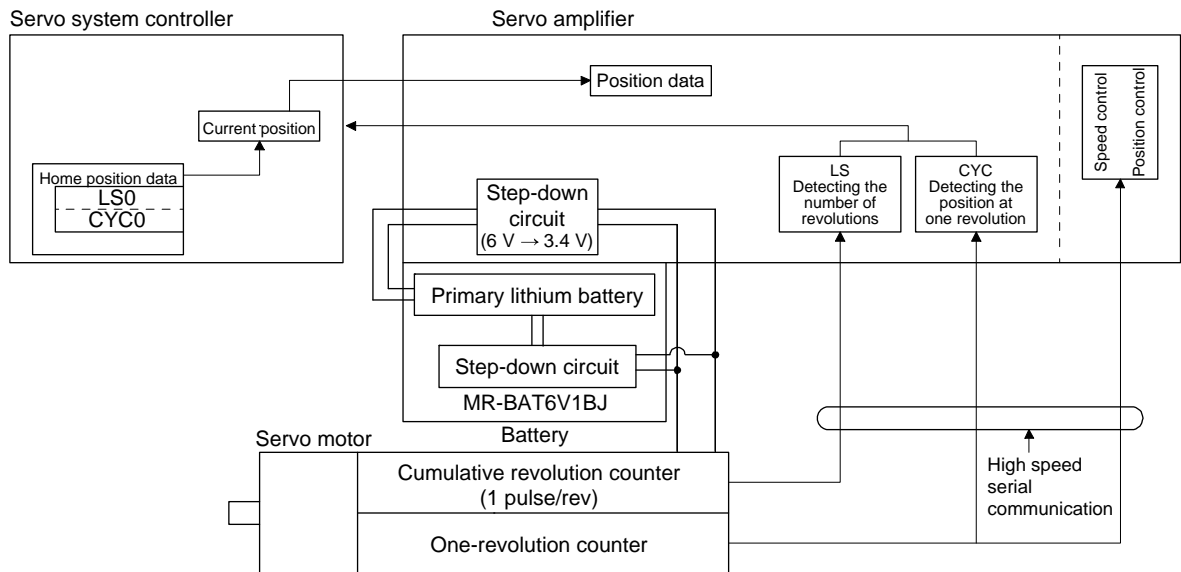 Servo system controller
Servo amplifier
Position data
Current position
Home position data
LS0
CYC0
Step-down
circuit
(6 V → 3.4 V)
LS
Detecting the
number of
revolutions
CYC
Detecting the
position at
one revolution
Speed control
Position control
Primary lithium battery
Step-down circuit
MR-BAT6V1BJ
Battery
Servo motor
Cumulative revolution counter
(1 pulse/rev)
One-revolution counter
High speed
serial
communication